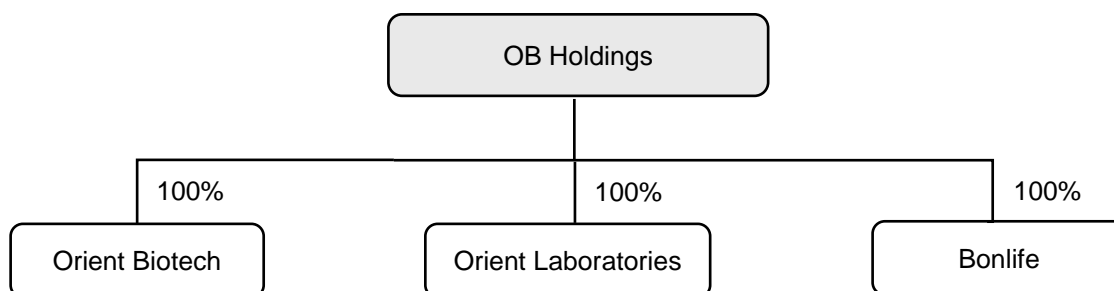 OB Holdings
100%
100%
100%
Orient Biotech
Orient Laboratories
Bonlife